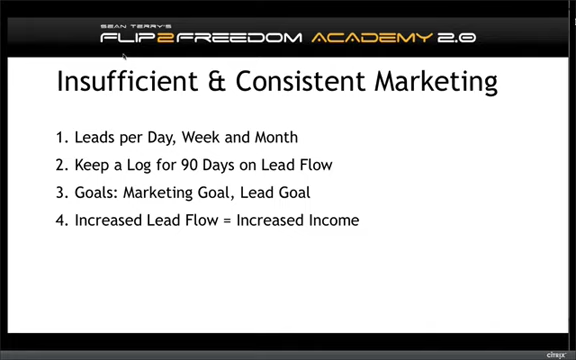 SEAN TERRY'S
FLIP2FREEDOM ACADEMY 2.0
Insufficient & Consistent Marketing
1. Leads per Day, Week and Month
2. Keep a Log for 90 Days on Lead Flow
3. Goals: Marketing Goal, Lead Goal
4. Increased Lead Flow = Increased Income
citrix